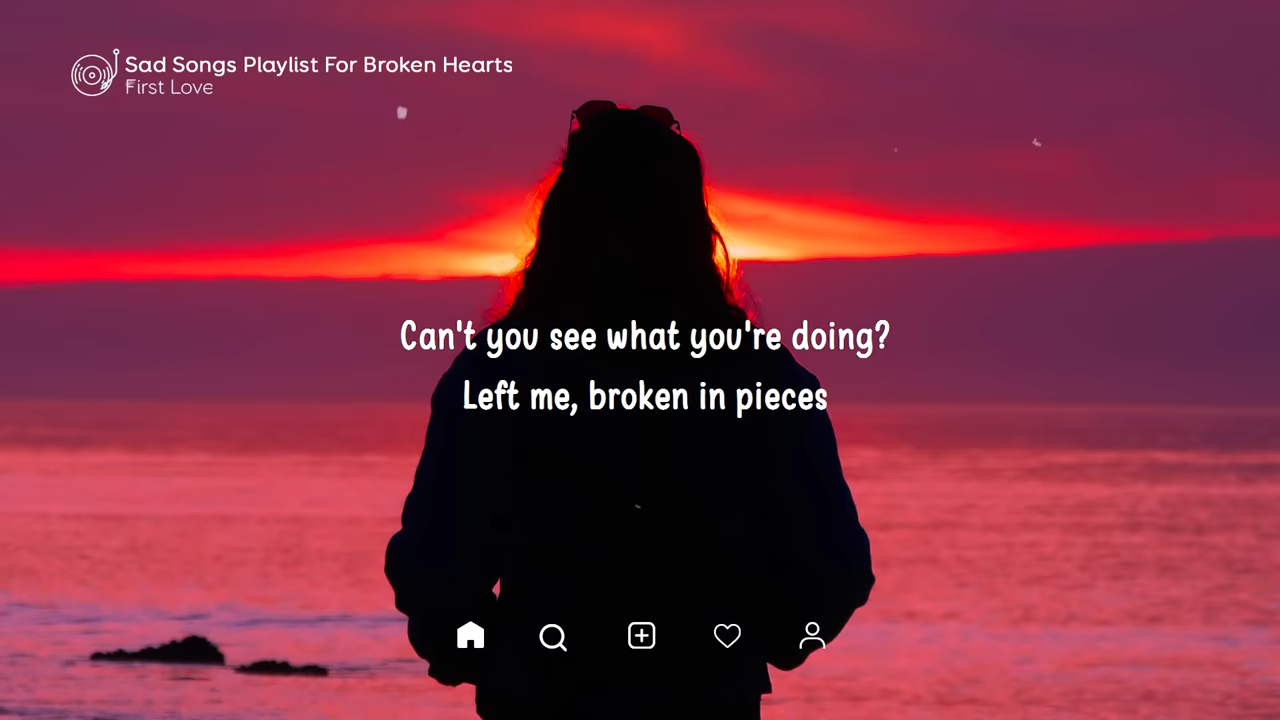 Sad Songs Playlist For Broken Hearts
First Love
Can't you see what you're doing?
Left me, broken in pieces